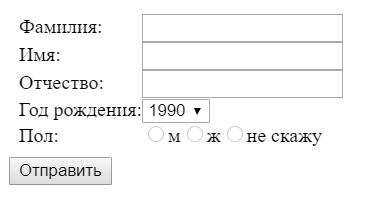 Фамилия:
Имя:
Отчество:
Год рождения: 1990
Пол: м ж не скажу
Отправить